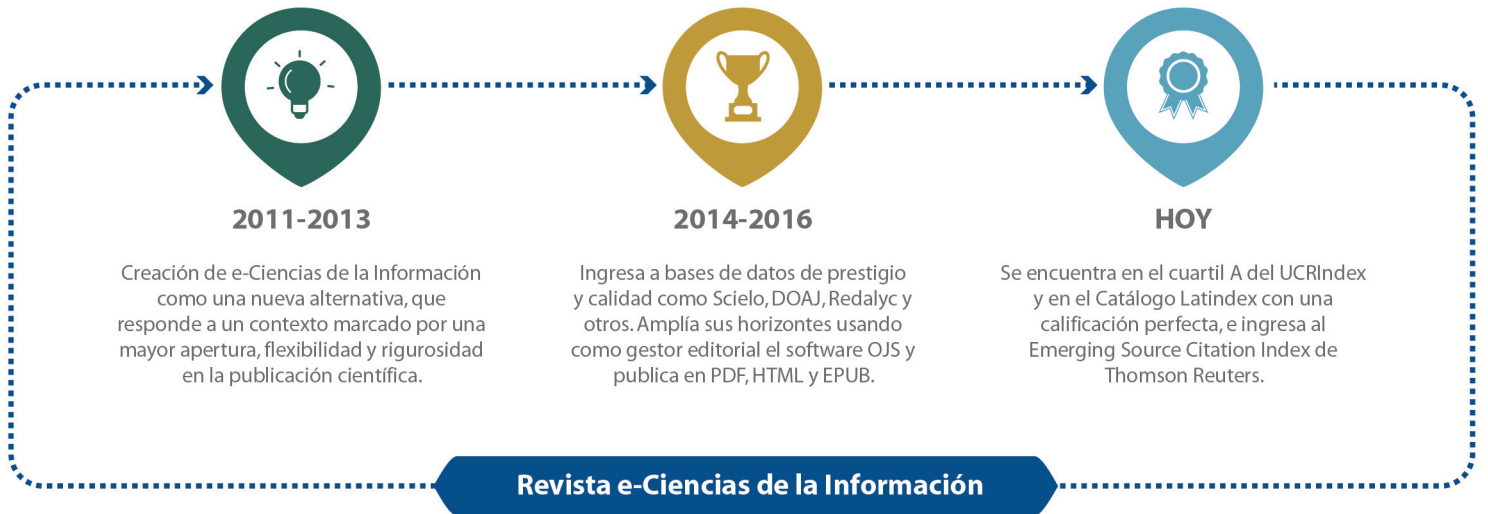 2011-2013
Creación de e-Ciencias de la Información
como una nueva alternativa, que
responde a un contexto marcado por una
mayor apertura, flexibilidad y rigurosidad
en la publicación científica.
2014-2016
Ingresa a bases de datos de prestigio
y calidad como Scielo, DOAJ, Redalyc y
otros. Amplía sus horizontes usando
como gestor editorial el software OJS y
publica en PDF, HTML y EPUB.
HOY
Se encuentra en el cuartil A del UCRIndex
y en el Catálogo Latindex con una
calificación perfecta, e ingresa al
Emerging Source Citation Index de
Thomson Reuters.
Revista e-Ciencias de la Información